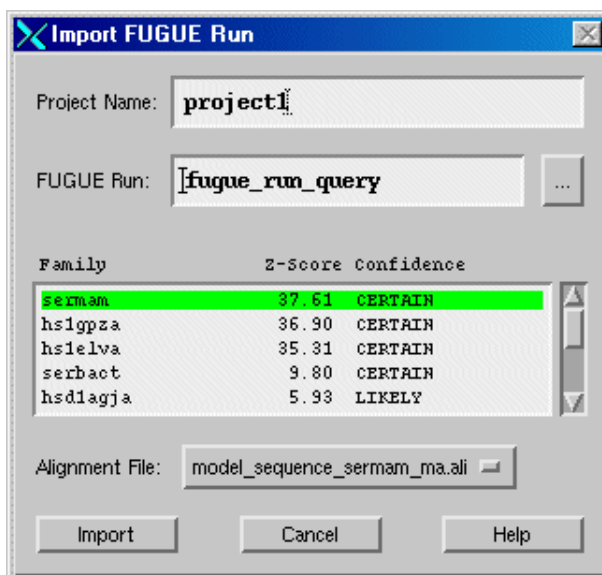 Import FUGUE Run
Project Name: project1
FUGUE Run: fugue_run_query ...
Family Z-Score Confidence
sermam 37.61 CERTAIN
hs1gpza 36.90 CERTAIN
hs1elva 35.31 CERTAIN
serbact 9.80 CERTAIN
hsd1agja 5.93 LIKELY
Alignment File: model_sequence_sermam_ma.ali
Import Cancel Help